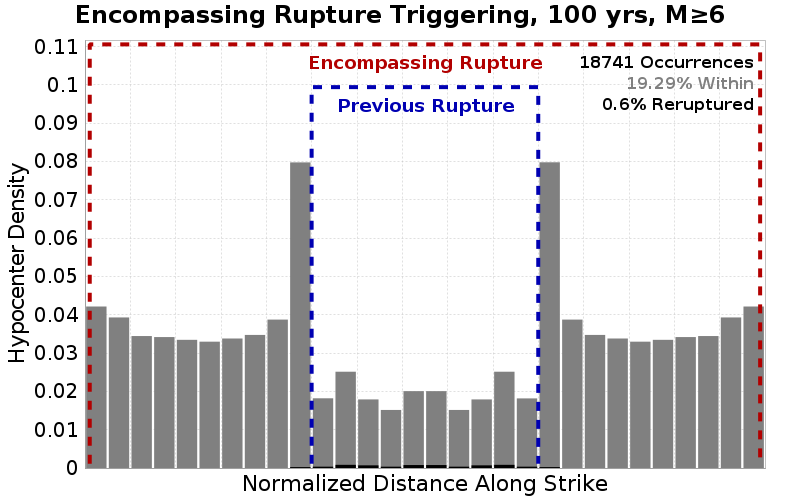 Encompassing Rupture Triggering, 100 yrs, M≥6
Encompassing Rupture
18741 Occurrences
19.29% Within
Previous Rupture
0.6% Reruptured
Hypocenter Density
0.11
0.1
0.09
0.08
0.07
0.06
0.05
0.04
0.03
0.02
0.01
0
Normalized Distance Along Strike